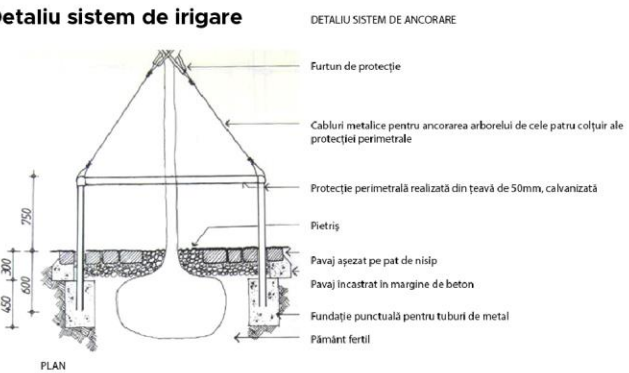 etaliu sistem de irigare
DETALIU SISTEM DE ANCORARE
Furtun de protecție
Cabluri metalice pentru ancorarea arborelui de cele patru colțuir ale
protecției perimetrale
Protecție perimetrală realizată din țeavă de 50mm, calvanizată
Pietriș
Pavaj așezat pe pat de nisip
Pavaj încastrat în margine de beton
Fundație punctuală pentru tuburi de metal
Pământ fertil
750
300
600
450
PLAN